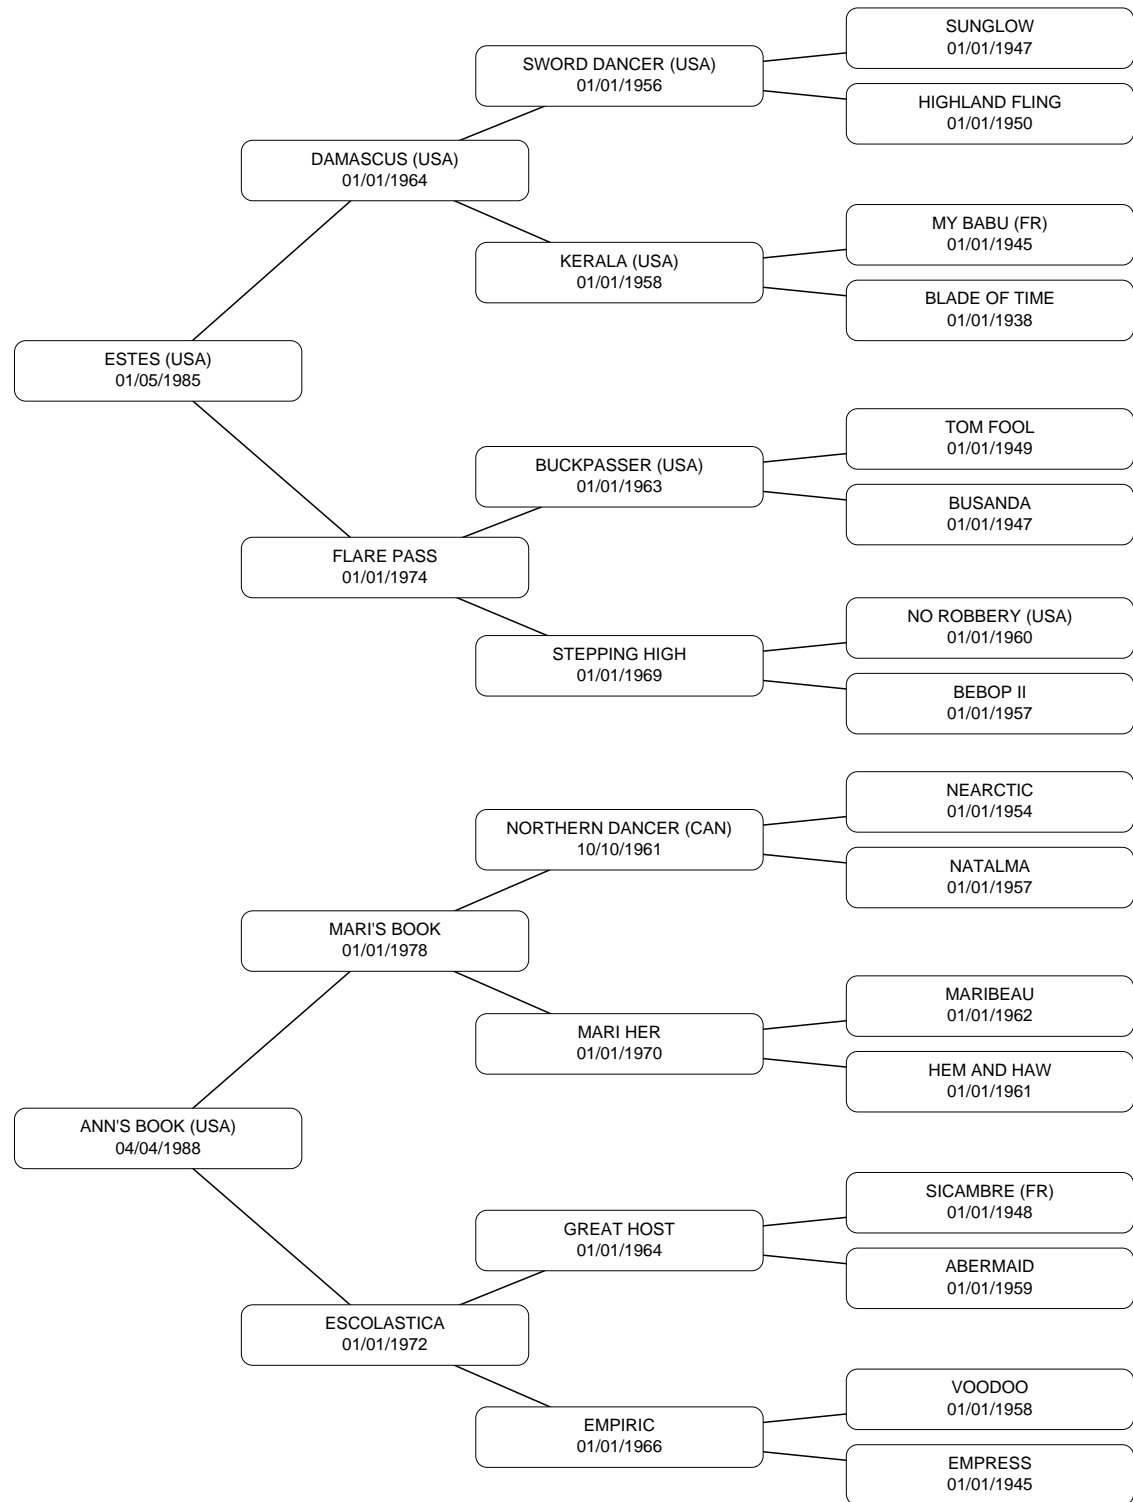 SUNGLOW
01/01/1947
SWORD DANCER (USA)
01/01/1956
HIGHLAND FLING
01/01/1950
DAMASCUS (USA)
01/01/1964
MY BABU (FR)
01/01/1945
KERALA (USA)
01/01/1958
BLADE OF TIME
01/01/1938
ESTES (USA)
01/05/1985
TOM FOOL
01/01/1949
BUCKPASSER (USA)
01/01/1963
BUSANDA
01/01/1947
FLARE PASS
01/01/1974
NO ROBBERY (USA)
01/01/1960
STEPPING HIGH
01/01/1969
BEBOP II
01/01/1957
NEARCTIC
01/01/1954
NORTHERN DANCER (CAN)
10/10/1961
NATALMA
01/01/1957
MARI'S BOOK
01/01/1978
MARIBEAU
01/01/1962
MARI HER
01/01/1970
HEM AND HAW
01/01/1961
ANN'S BOOK (USA)
04/04/1988
SICAMBRE (FR)
01/01/1948
GREAT HOST
01/01/1964
ABERMAID
01/01/1959
ESCOLASTICA
01/01/1972
VOODOO
01/01/1958
EMPIRIC
01/01/1966
EMPRESS
01/01/1945